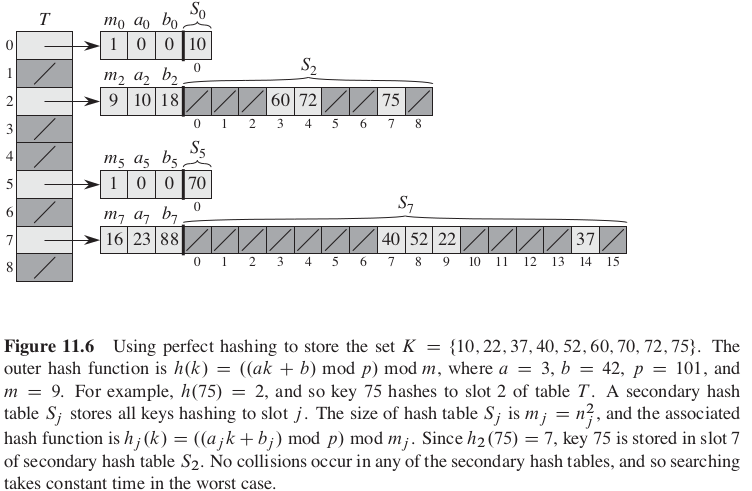 T
m0 a0 b0 S0
0 1 0 0 10
0
1
m2 a2 b2 S2
2 9 10 18 60 72 75
0 1 2 3 4 5 6 7 8
3
4
m5 a5 b5 S5
5 1 0 0 70
0
6
m7 a7 b7 S7
7 16 23 88 40 52 22 37
0 1 2 3 4 5 6 7 8 9 10 11 12 13 14 15
8
Figure 11.6 Using perfect hashing to store the set K = {10, 22, 37, 40, 52, 60, 70, 72, 75}. The
outer hash function is h(k) = ((ak + b) mod p) mod m, where a = 3, b = 42, p = 101, and
m = 9. For example, h(75) = 2, and so key 75 hashes to slot 2 of table T. A secondary hash
table Sj stores all keys hashing to slot j. The size of hash table Sj is mj = nj², and the associated
hash function is hj(k) = ((ajk + bj) mod p) mod mj. Since h2(75) = 7, key 75 is stored in slot 7
of secondary hash table S2. No collisions occur in any of the secondary hash tables, and so searching
takes constant time in the worst case.